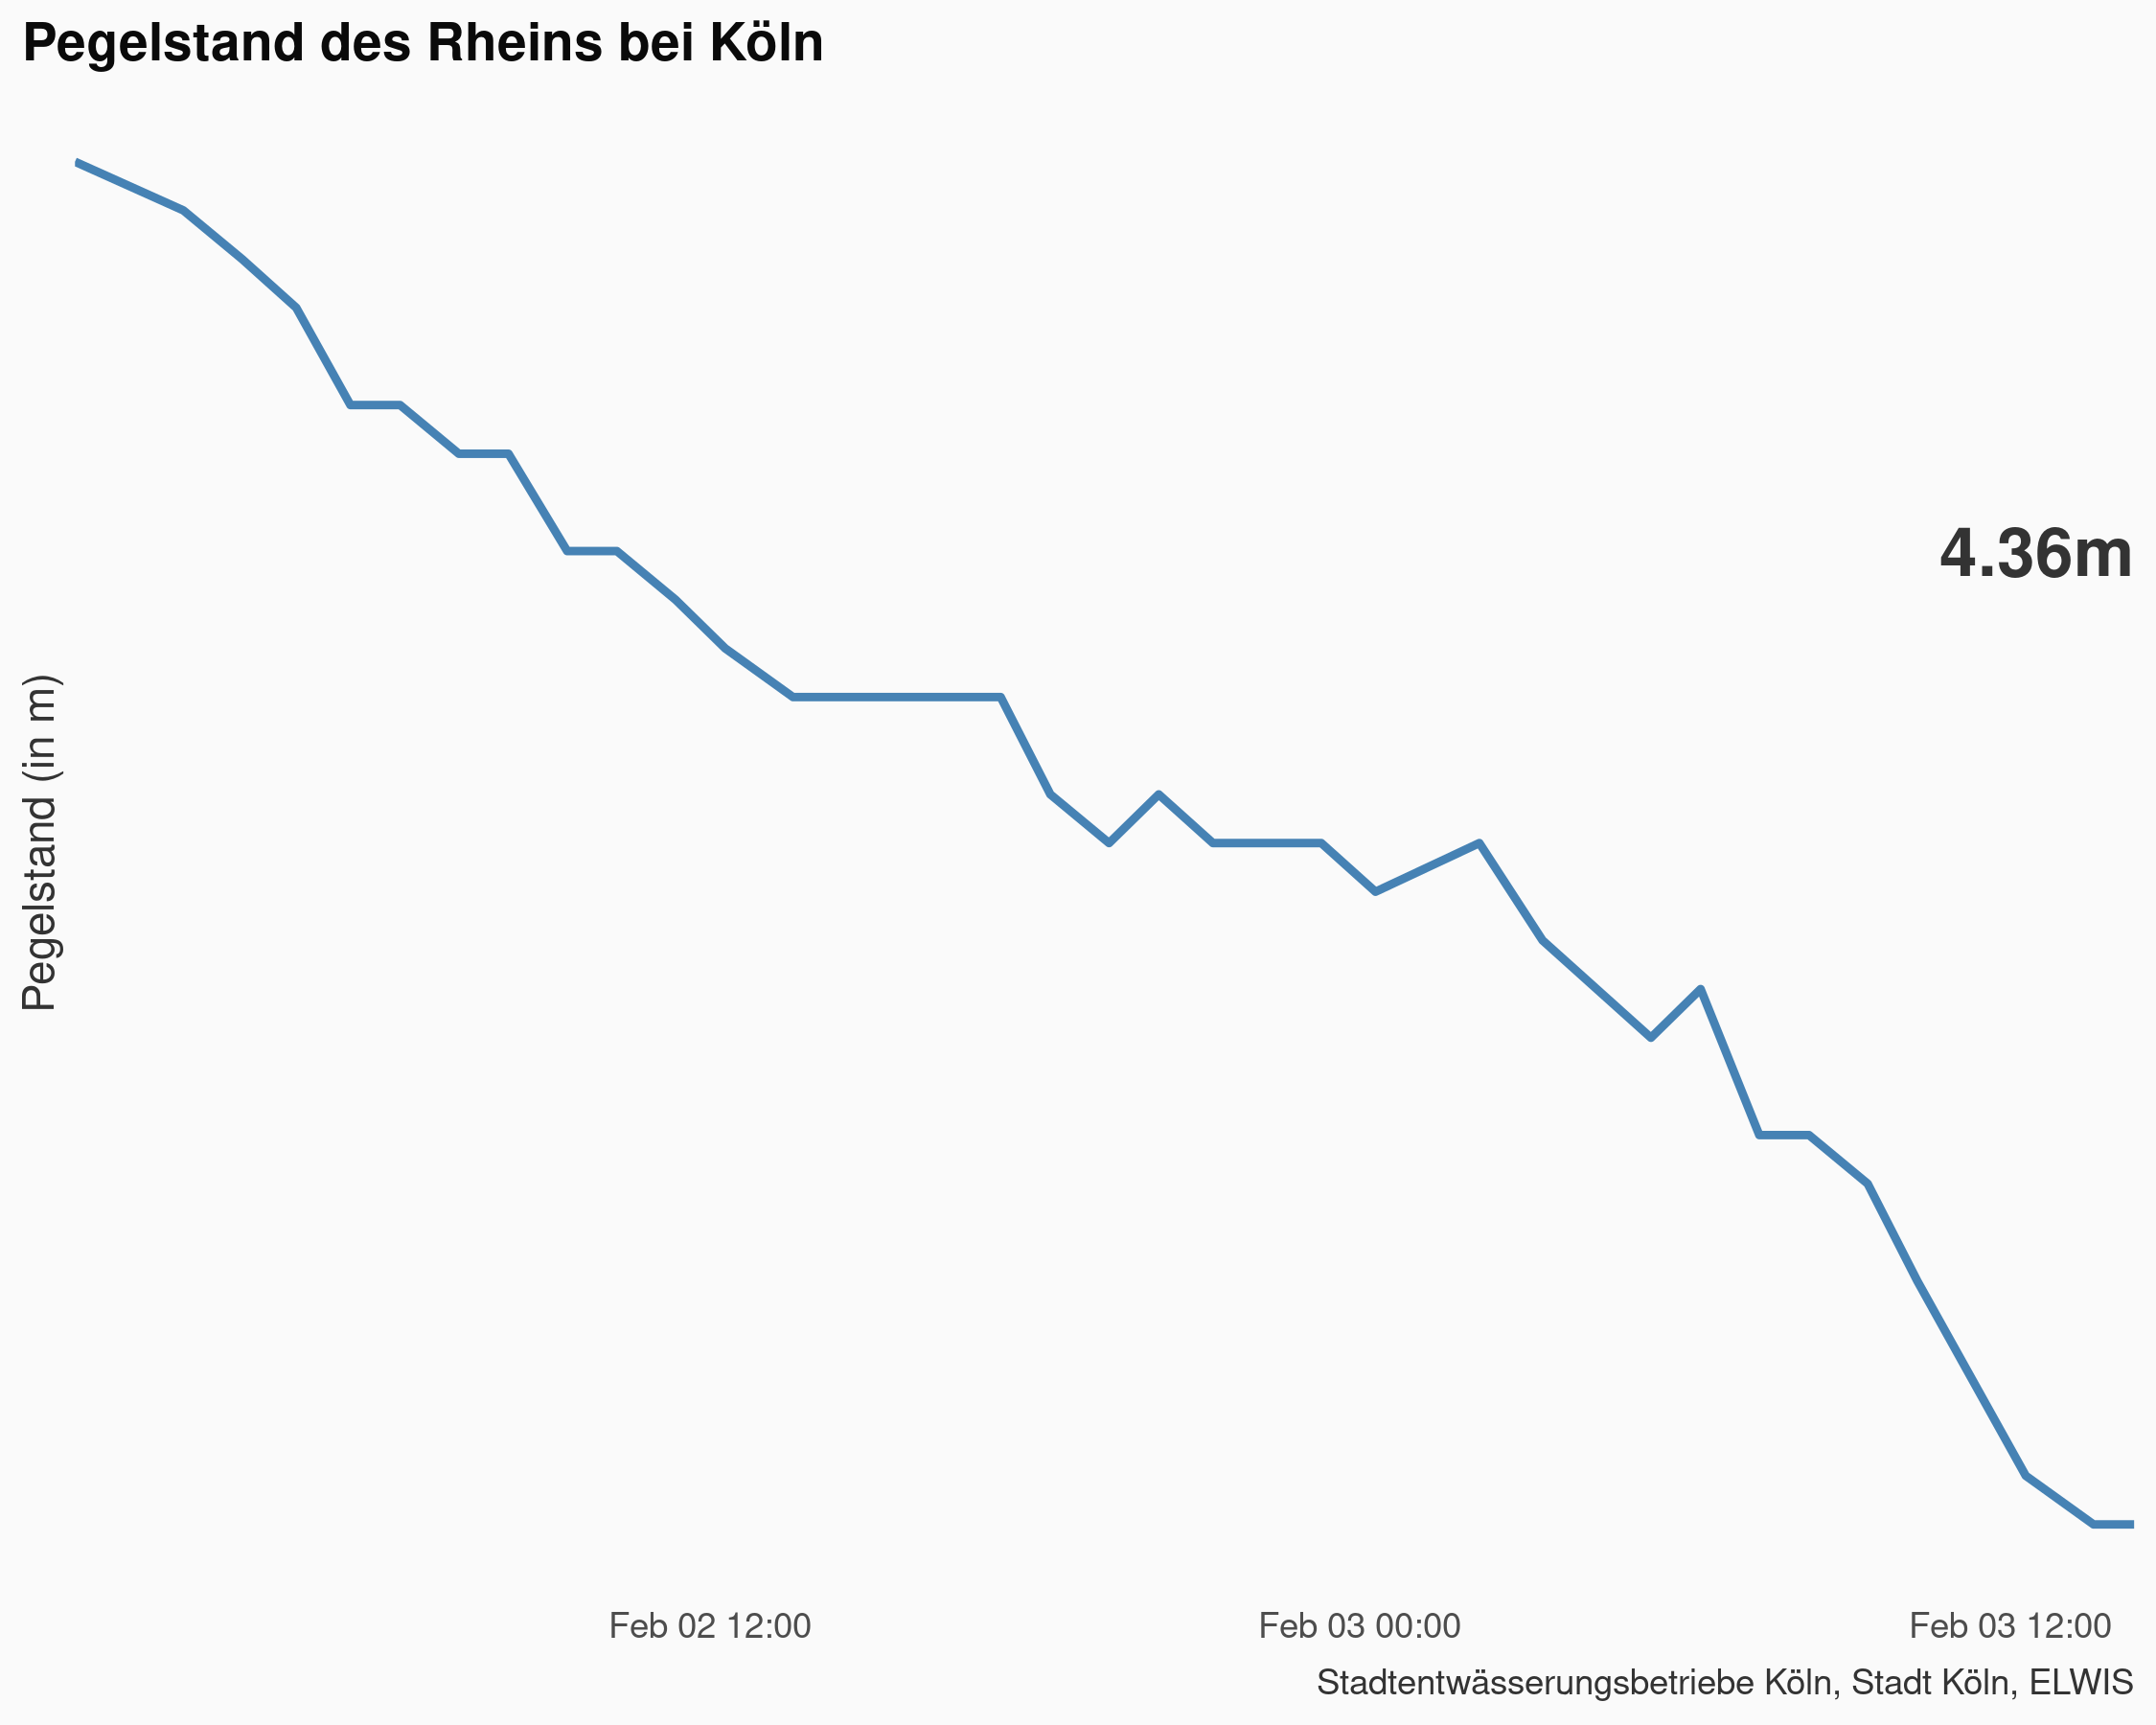 Pegelstand des Rheins bei Köln
4.36m
Pegelstand (in m)
Feb 02 12:00
Feb 03 00:00
Feb 03 12:00
Stadtentwässerungsbetriebe Köln, Stadt Köln, ELWIS